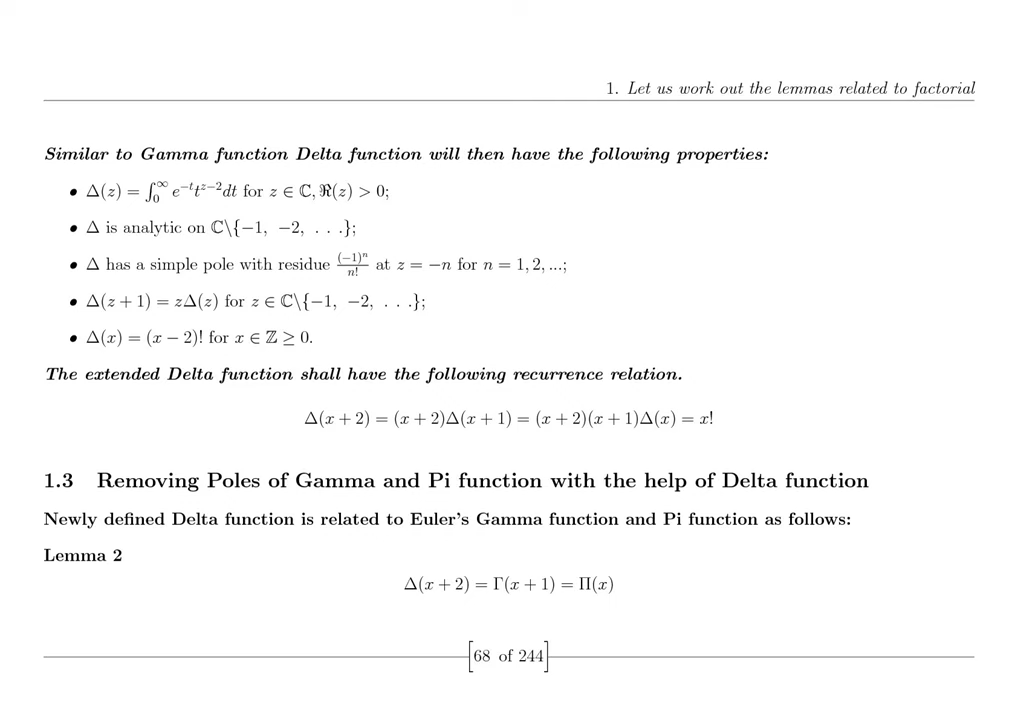 1. Let us work out the lemmas related to factorial
Similar to Gamma function Delta function will then have the following properties:
• Δ(z) = ∫₀^∞ e^{−t}t^{z−2}dt for z ∈ ℂ, ℜ(z) > 0;
• Δ is analytic on ℂ\{−1, −2, . . .};
• Δ has a simple pole with residue (−1)^n/n! at z = −n for n = 1, 2, ...;
• Δ(z + 1) = zΔ(z) for z ∈ ℂ\{−1, −2, . . .};
• Δ(x) = (x − 2)! for x ∈ ℤ ≥ 0.
The extended Delta function shall have the following recurrence relation.
Δ(x + 2) = (x + 2)Δ(x + 1) = (x + 2)(x + 1)Δ(x) = x!
1.3 Removing Poles of Gamma and Pi function with the help of Delta function
Newly defined Delta function is related to Euler's Gamma function and Pi function as follows:
Lemma 2
Δ(x + 2) = Γ(x + 1) = Π(x)
[68 of 244]